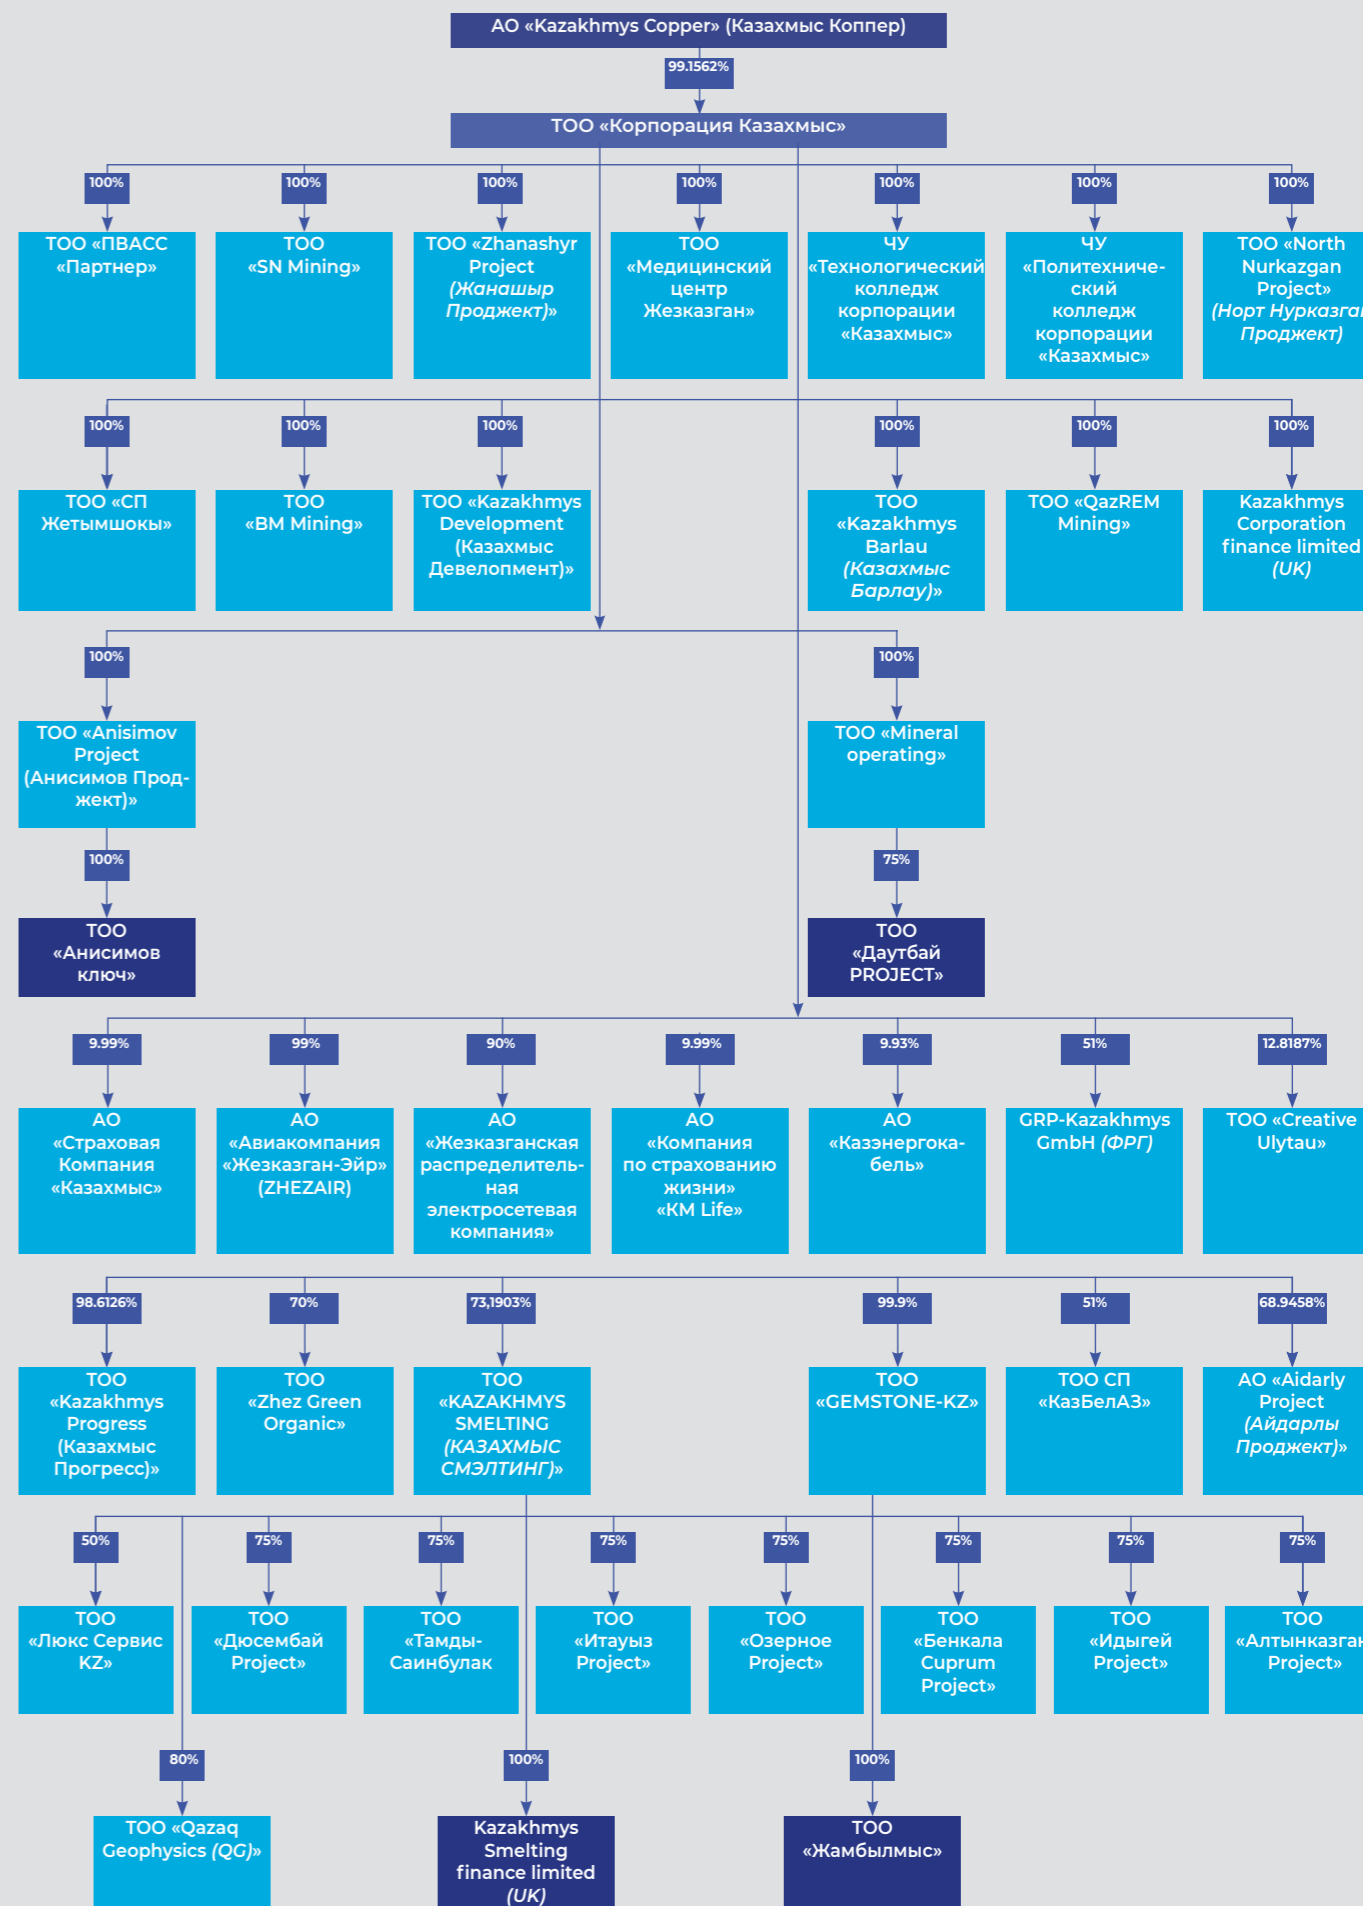 АО «Kazakhmys Copper» (Казахмыс Коппер)
99.1562%
ТОО «Корпорация Казахмыс»
100%
100%
100%
100%
100%
100%
100%
ТОО «ПВАСС
«Партнер»
ТОО
«SN Mining»
ТОО «Zhanashyr
Project
(Жанашыр
Проджект)»
ТОО
«Медицинский
центр
Жезказган»
ЧУ
«Технологический
колледж
корпорации
«Казахмыс»
ЧУ
«Политехниче-
ский
колледж
корпорации
«Казахмыс»
ТОО «North
Nurkazgan
Project»
(Норт Нурказган
Проджект)
100%
100%
100%
100%
100%
100%
ТОО «СП
Жетымшокы»
ТОО
«BM Mining»
ТОО «Kazakhmys
Development
(Казахмыс
Девелопмент)»
ТОО
«Kazakhmys
Barlau
(Казахмыс
Барлау)»
ТОО «QazREM
Mining»
Kazakhmys
Corporation
finance limited
(UK)
100%
100%
ТОО «Anisimov
Project
(Анисимов Прод-
жект)»
ТОО «Mineral
operating»
100%
75%
ТОО
«Анисимов
ключ»
ТОО
«Даутбай
PROJECT»
9.99%
99%
90%
9.99%
9.93%
51%
12.8187%
АО
«Страховая
Компания
«Казахмыс»
АО
«Авиакомпания
«Жезказган-Эйр»
(ZHEZAIR)
АО
«Жезказганская
распределитель-
ная
электросетевая
компания»
АО
«Компания
по страхованию
жизни»
«KM Life»
АО
«Казэнергока-
бель»
GRP-Kazakhmys
GmbH (ФРГ)
ТОО «Creative
Ulytau»
98.6126%
70%
73,1903%
99.9%
51%
68.9458%
ТОО
«Kazakhmys
Progress
(Казахмыс
Прогресс)»
ТОО
«Zhez Green
Organic»
ТОО
«KAZAKHMYS
SMELTING
(КАЗАХМЫС
СМЭЛТИНГ)»
ТОО
«GEMSTONE-KZ»
ТОО СП
«КазБелАЗ»
АО «Aidarly
Project
(Айдарлы
Проджект)»
50%
75%
75%
75%
75%
75%
75%
75%
ТОО
«Люкс Сервис
KZ»
ТОО
«Дюсембай
Project»
ТОО
«Тамды-
Саинбулак
ТОО
«Итауыз
Project»
ТОО
«Озерное
Project»
ТОО
«Бенкала
Cuprum
Project»
ТОО
«Идыгей
Project»
ТОО
«Алтынказган
Project»
80%
100%
100%
ТОО «Qazaq
Geophysics (QG)»
Kazakhmys
Smelting
finance limited
(UK)
ТОО
«Жамбылмыс»